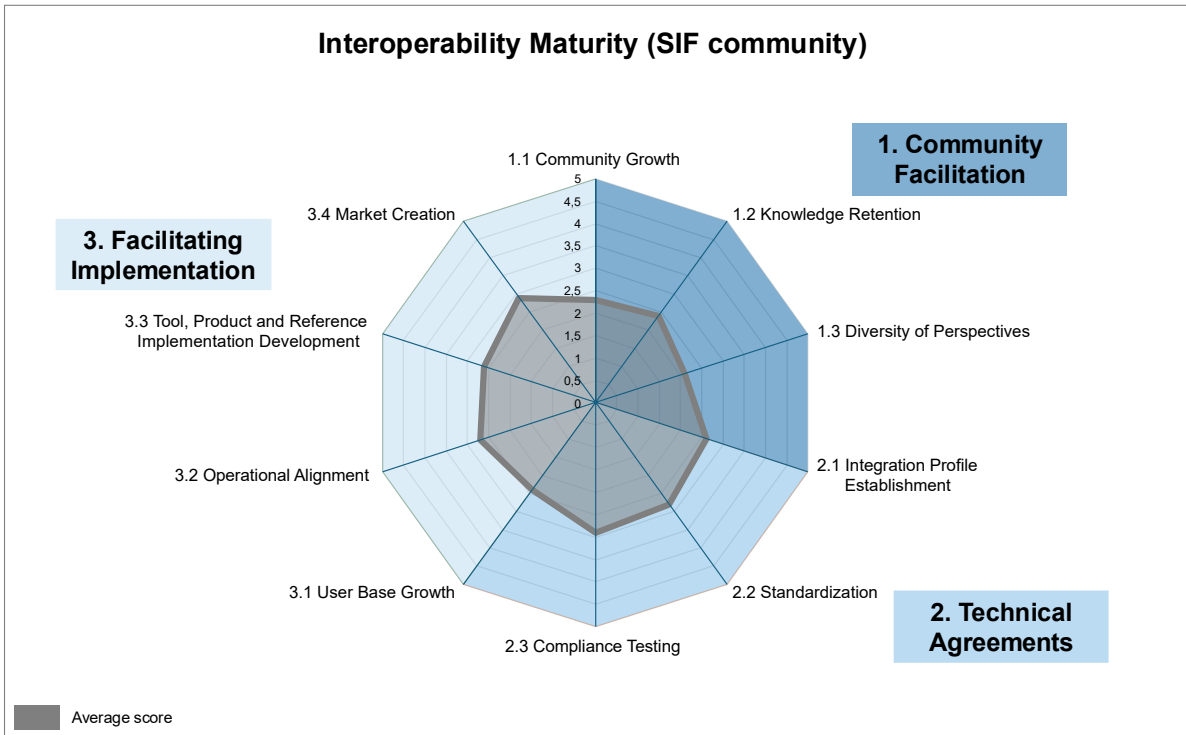 Interoperability Maturity (SIF community)
1. Community
Facilitation
1.1 Community Growth
5
4,5
4
3,5
3
2,5
2
1,5
1
0,5
0
3.4 Market Creation
1.2 Knowledge Retention
3. Facilitating
Implementation
3.3 Tool, Product and Reference
Implementation Development
1.3 Diversity of Perspectives
3.2 Operational Alignment
2.1 Integration Profile
Establishment
3.1 User Base Growth
2.2 Standardization
2. Technical
Agreements
2.3 Compliance Testing
Average score